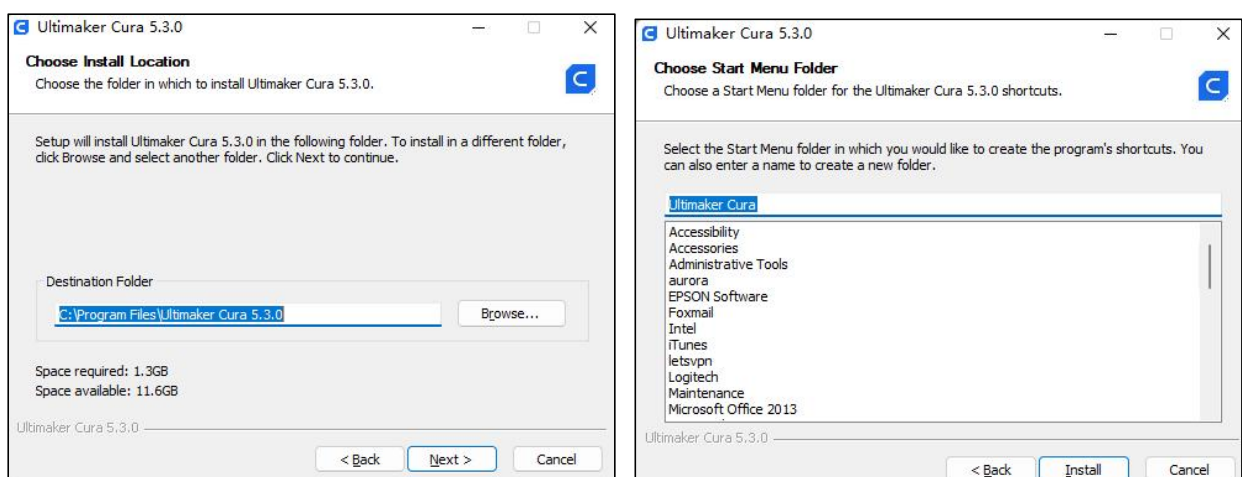 Ultimaker Cura 5.3.0
Choose Install Location
Choose the folder in which to install Ultimaker Cura 5.3.0.
Setup will install Ultimaker Cura 5.3.0 in the following folder. To install in a different folder,
click Browse and select another folder. Click Next to continue.
Destination Folder
C:\Program Files\Ultimaker Cura 5.3.0
Browse...
Space required: 1.3GB
Space available: 11.6GB
Ultimaker Cura 5.3.0
< Back
Next >
Cancel
Ultimaker Cura 5.3.0
Choose Start Menu Folder
Choose a Start Menu folder for the Ultimaker Cura 5.3.0 shortcuts.
Select the Start Menu folder in which you would like to create the program's shortcuts. You
can also enter a name to create a new folder.
Ultimaker Cura
Accessibility
Accessories
Administrative Tools
aurora
EPSON Software
Foxmail
Intel
iTunes
letsvpn
Logitech
Maintenance
Microsoft Office 2013
Ultimaker Cura 5.3.0
< Back
Install
Cancel